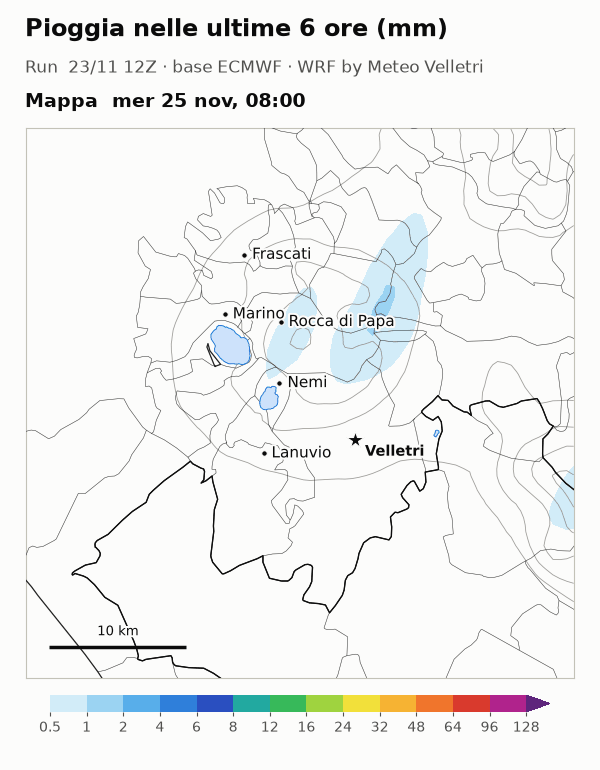 Pioggia nelle ultime 6 ore (mm)
Run  23/11 12Z · base ECMWF · WRF by Meteo Velletri
Mappa  mer 25 nov, 08:00
Frascati
Marino
Rocca di Papa
Nemi
Velletri
Lanuvio
10 km
0.5 1 2 4 6 8 12 16 24 32 48 64 96 128